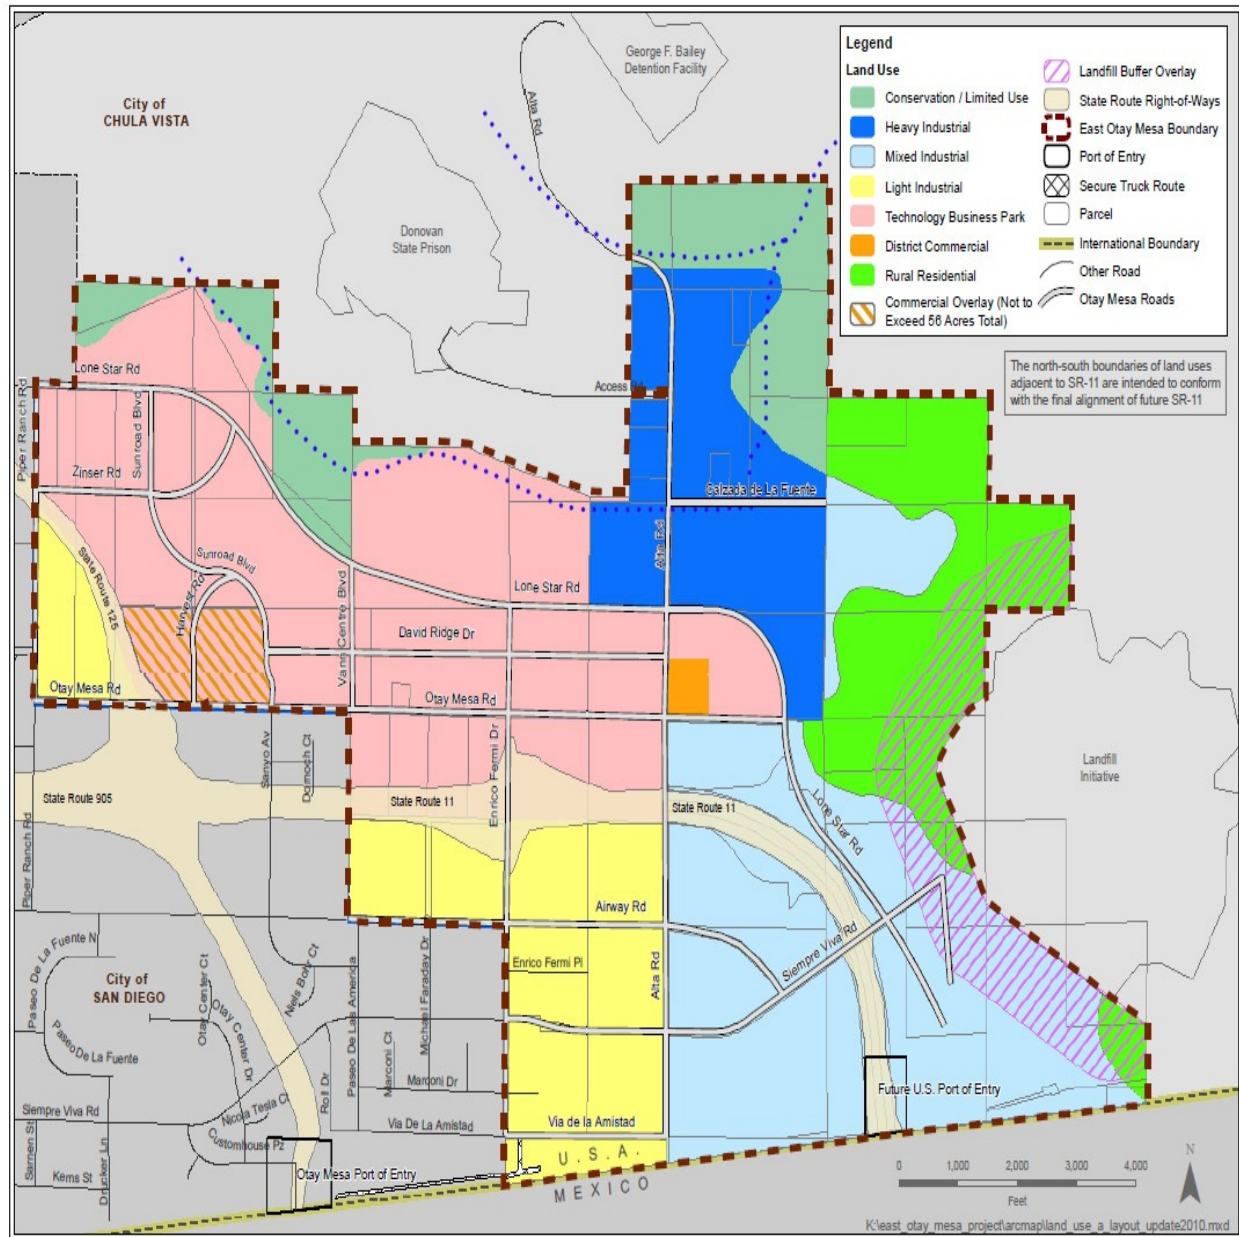 George F. Bailey
Detention Facility
City of
CHULA VISTA
Alta Rd
Donovan
State Prison
Legend
Land Use
Conservation / Limited Use
Heavy Industrial
Mixed Industrial
Light Industrial
Technology Business Park
District Commercial
Rural Residential
Commercial Overlay (Not to
Exceed 56 Acres Total)
Landfill Buffer Overlay
State Route Right-of-Ways
East Otay Mesa Boundary
Port of Entry
Secure Truck Route
Parcel
International Boundary
Other Road
Otay Mesa Roads
The north-south boundaries of land uses
adjacent to SR-11 are intended to conform
with the final alignment of future SR-11
Lone Star Rd
Access Rd
Piper Ranch Rd
Sunroad Blvd
Zinser Rd
Calzada de La Fuente
Alta Rd
State Route 125
Sunroad Blvd
Harvest Rd
Vann Centre Blvd
Lone Star Rd
David Ridge Dr
Otay Mesa Rd
Otay Mesa Rd
Enrico Fermi Dr
Sanyo Av
Dornoch Ct
Landfill
Initiative
State Route 905
State Route 11
State Route 11
Lone Star Rd
Piper Ranch Rd
Airway Rd
Siempre Viva Rd
Alta Rd
Enrico Fermi Pl
Paseo De La Fuente N
City of
SAN DIEGO
Otay Center Ct
Otay Center Dr
Niels Bohr Ct
Paseo De Las America
Michael Faraday Dr
Marconi Ct
Paseo De La Fuente
Marconi Dr
Roll Dr
Nicola Tesla Ct
Siempre Viva Rd
Customhouse Pz
Via De La Amistad
Via de la Amistad
Future U.S. Port of Entry
Sarnen St
Drucker Ln
Kerns St
Otay Mesa Port of Entry
U.S.A.
MEXICO
N
0 1,000 2,000 3,000 4,000
Feet
K:\east_otay_mesa_project\arcmap\land_use_a_layout_update2010.mxd